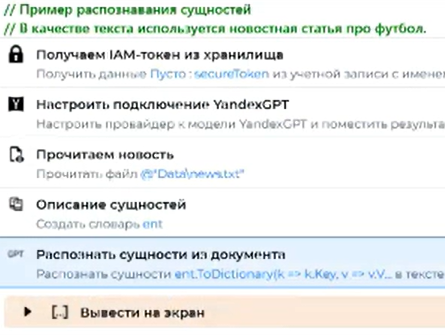 // Пример распознавания сущностей
// В качестве текста используется новостная статья про футбол.
Получаем IAM-токен из хранилища
Получить данные Пусто : secureToken из учетной записи с имене
Настроить подключение YandexGPT
Настроить провайдер к модели YandexGPT и поместить результа
Прочитаем новость
Прочитать файл @"Data\news.txt"
Описание сущностей
Создать словарь ent
GPT Распознать сущности из документа
Распознать сущности ent.ToDictionary(k => k.Key, v => v.V... в тексте
[..] Вывести на экран